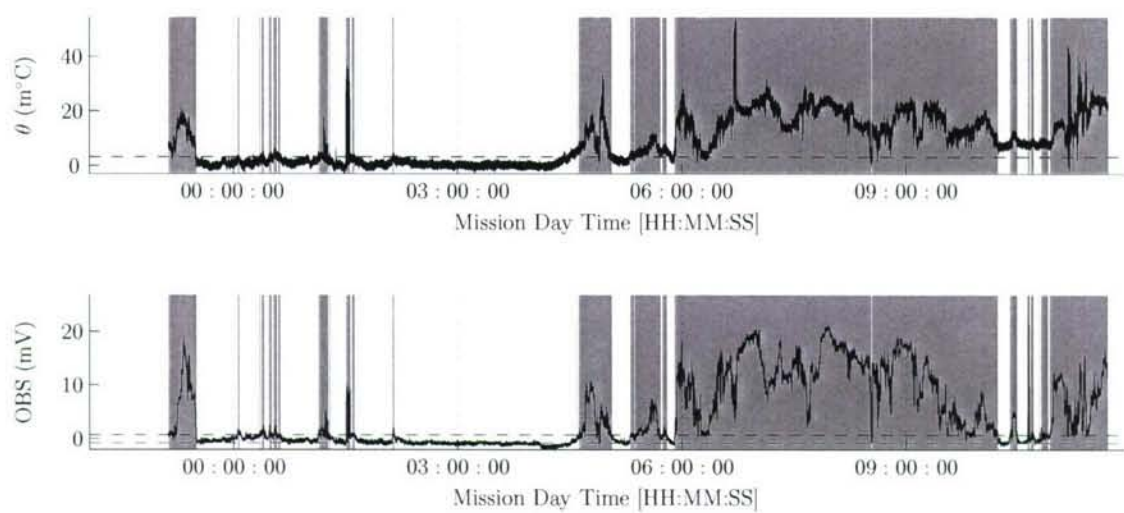 40
20
0
θ (m°C)
00 : 00 : 00 03 : 00 : 00 06 : 00 : 00 09 : 00 : 00
Mission Day Time [HH:MM:SS]
20
10
0
OBS (mV)
00 : 00 : 00 03 : 00 : 00 06 : 00 : 00 09 : 00 : 00
Mission Day Time [HH:MM:SS]